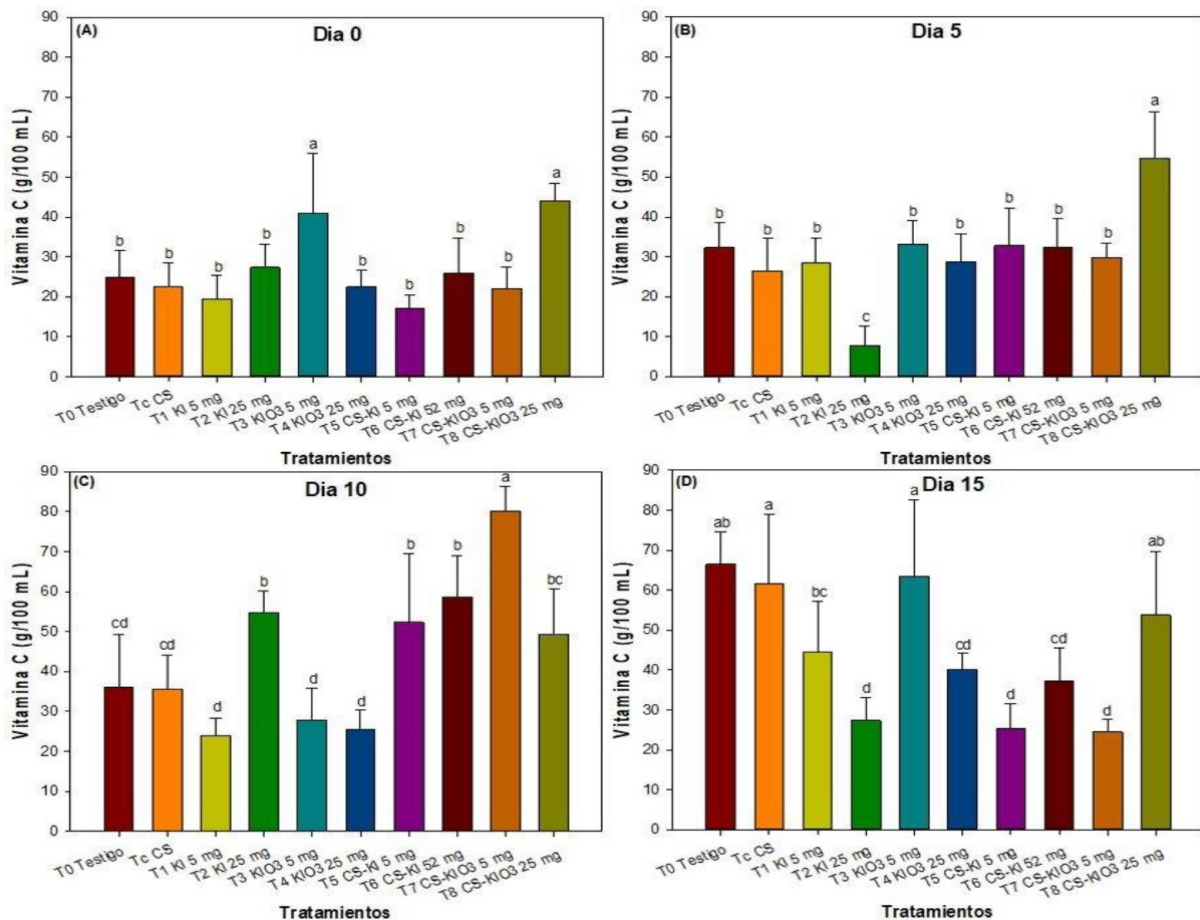 (A)
Dia 0
Vitamina C (g/100 mL)
90
80
70
60
50
40
30
20
10
0
b
b
b
b
a
b
b
b
b
a
T0 Testigo
Tc CS
T1 KI 5 mg
T2 KI 25 mg
T3 KIO3 5 mg
T4 KIO3 25 mg
T5 CS-KI 5 mg
T6 CS-KI 52 mg
T7 CS-KIO3 5 mg
T8 CS-KIO3 25 mg
Tratamientos
(B)
Dia 5
Vitamina C (g/100 mL)
90
80
70
60
50
40
30
20
10
0
b
b
b
c
b
b
b
b
b
a
T0 Testigo
Tc CS
T1 KI 5 mg
T2 KI 25 mg
T3 KIO3 5 mg
T4 KIO3 25 mg
T5 CS-KI 5 mg
T6 CS-KI 52 mg
T7 CS-KIO3 5 mg
T8 CS-KIO3 25 mg
Tratamientos
(C)
Dia 10
Vitamina C (g/100 mL)
90
80
70
60
50
40
30
20
10
0
cd
cd
d
b
d
d
b
b
a
bc
T0 Testigo
Tc CS
T1 KI 5 mg
T2 KI 25 mg
T3 KIO3 5 mg
T4 KIO3 25 mg
T5 CS-KI 5 mg
T6 CS-KI 52 mg
T7 CS-KIO3 5 mg
T8 CS-KIO3 25 mg
Tratamientos
(D)
Dia 15
Vitamina C (g/100 mL)
90
80
70
60
50
40
30
20
10
0
ab
a
bc
d
a
cd
d
cd
d
ab
T0 Testigo
Tc CS
T1 KI 5 mg
T2 KI 25 mg
T3 KIO3 5 mg
T4 KIO3 25 mg
T5 CS-KI 5 mg
T6 CS-KI 52 mg
T7 CS-KIO3 5 mg
T8 CS-KIO3 25 mg
Tratamientos